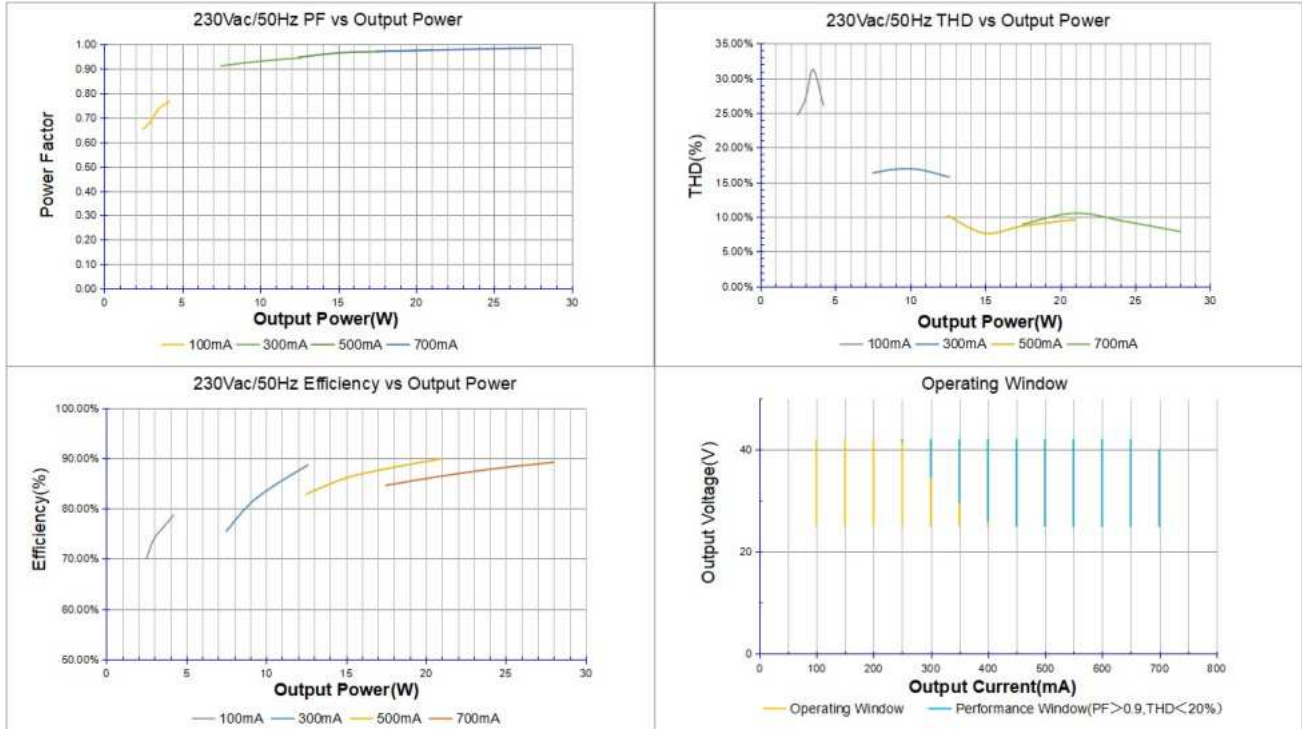 230Vac/50Hz PF vs Output Power
1.00
0.90
0.80
0.70
0.60
0.50
0.40
0.30
0.20
0.10
0.00
Power Factor
0 5 10 15 20 25 30
Output Power(W)
100mA 300mA 500mA 700mA
230Vac/50Hz THD vs Output Power
35.00%
30.00%
25.00%
20.00%
15.00%
10.00%
5.00%
0.00%
THD(%)
0 5 10 15 20 25 30
Output Power(W)
100mA 300mA 500mA 700mA
230Vac/50Hz Efficiency vs Output Power
100.00%
90.00%
80.00%
70.00%
60.00%
50.00%
Efficiency(%)
0 5 10 15 20 25 30
Output Power(W)
100mA 300mA 500mA 700mA
Operating Window
40
20
0
Output Voltage(V)
0 100 200 300 400 500 600 700 800
Output Current(mA)
Operating Window Performance Window(PF＞0.9,THD＜20%)